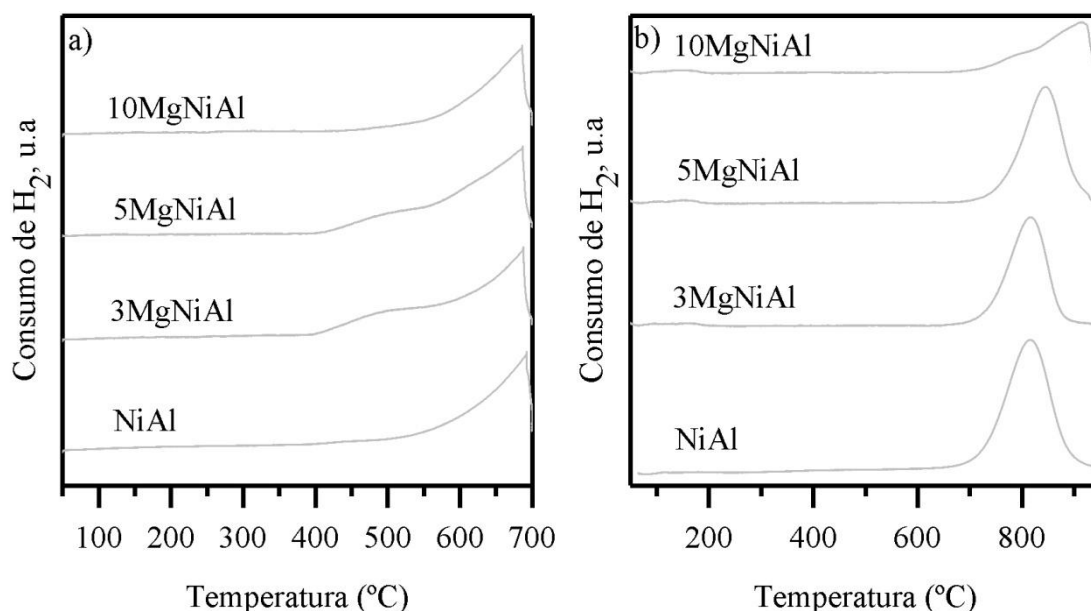 a)
10MgNiAl
5MgNiAl
3MgNiAl
NiAl
Consumo de H2, u.a
100 200 300 400 500 600 700
Temperatura (ºC)
b)
10MgNiAl
5MgNiAl
3MgNiAl
NiAl
Consumo de H2, u.a
200 400 600 800
Temperatura (ºC)